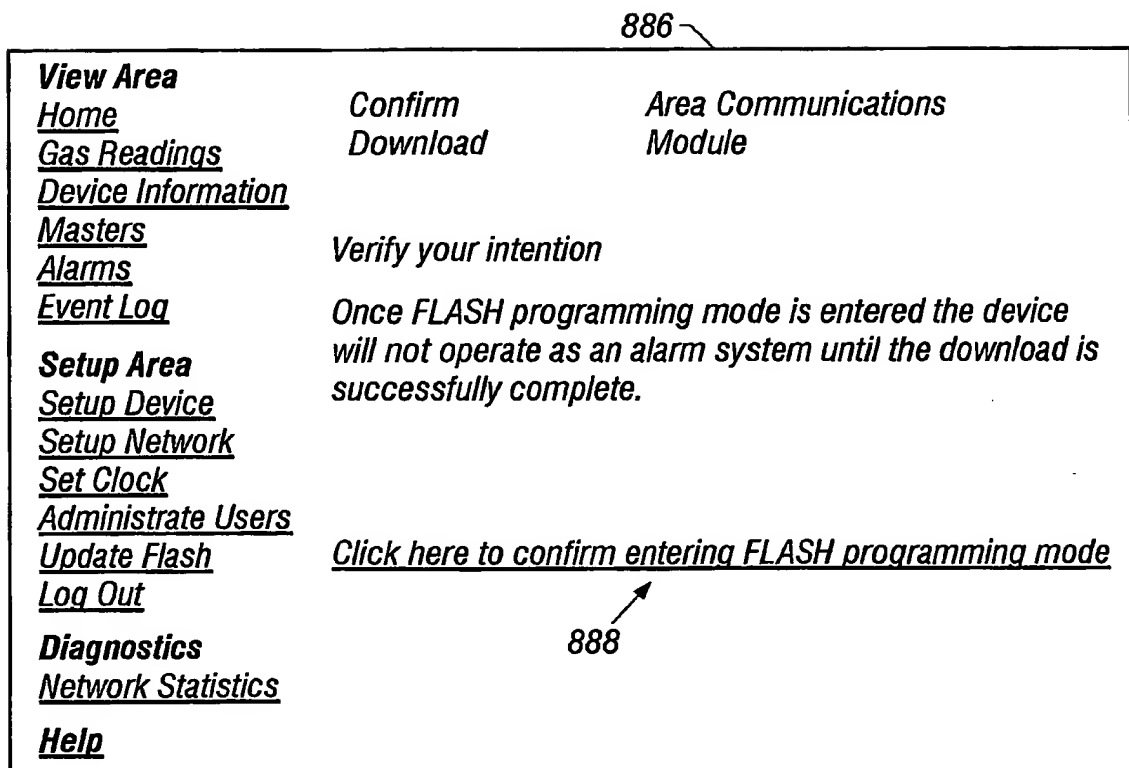 886
View Area
Home
Gas Readings
Device Information
Masters
Alarms
Event Log
Setup Area
Setup Device
Setup Network
Set Clock
Administrate Users
Update Flash
Log Out
Diagnostics
Network Statistics
Help
Confirm
Download
Area Communications
Module
Verify your intention
Once FLASH programming mode is entered the device
will not operate as an alarm system until the download is
successfully complete.
Click here to confirm entering FLASH programming mode
888